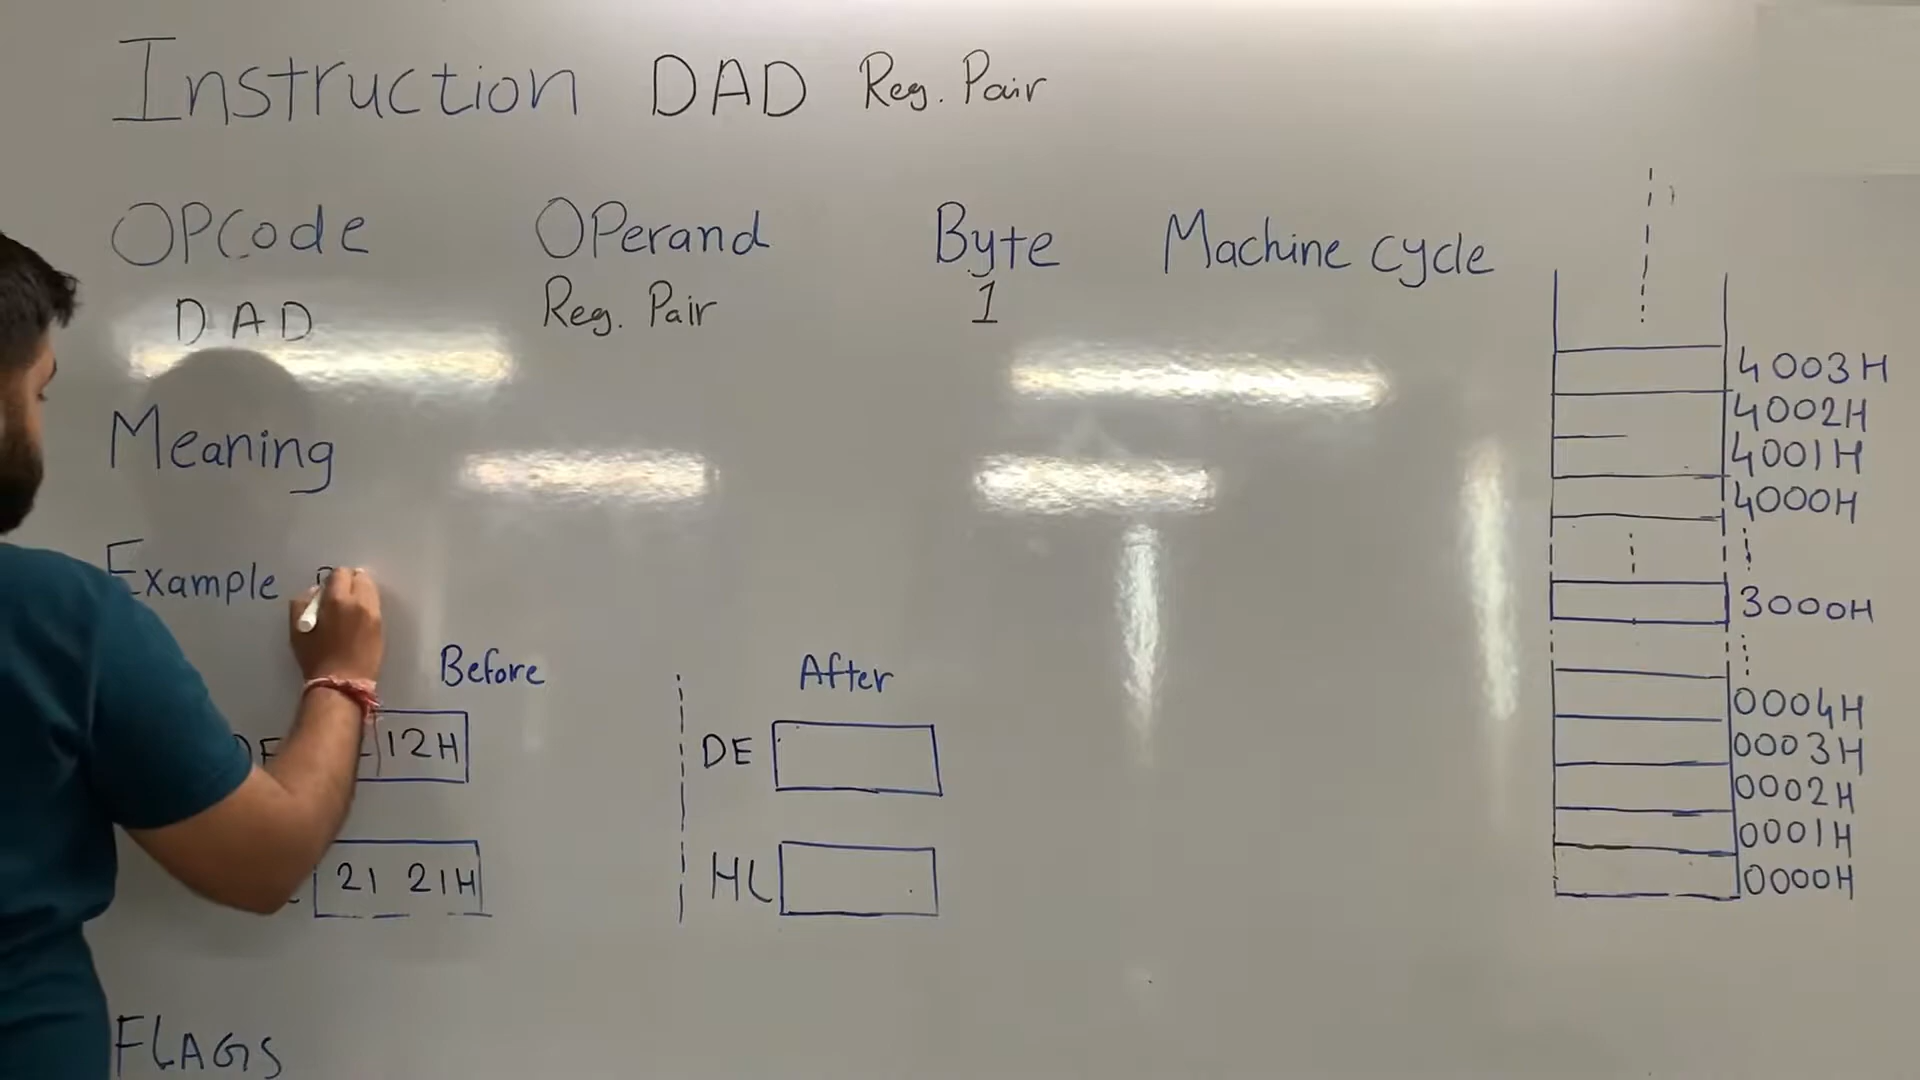 Instruction DAD Reg. Pair
OPCode OPerand Byte Machine cycle
DAD Reg. Pair 1
Meaning
Example
Before After
12H DE
21 21H HL
FLAGS
4003H
4002H
4001H
4000H
3000H
0004H
0003H
0002H
0001H
0000H